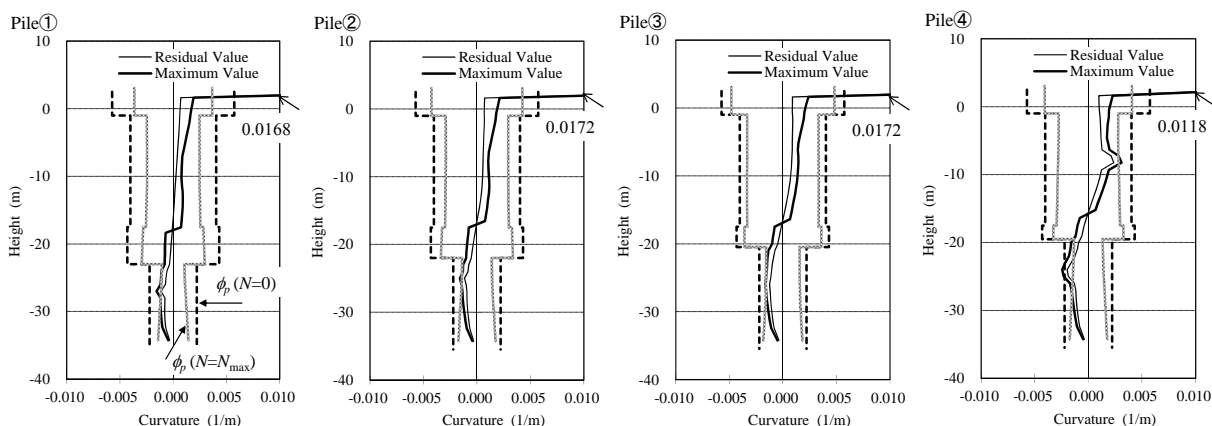 Pile①
Residual Value
Maximum Value
0.0168
ϕp (N=0)
ϕp (N=Nmax)
Height (m)
10
0
-10
-20
-30
-40
-0.010 -0.005 0.000 0.005 0.010
Curvature (1/m)
Pile②
Residual Value
Maximum Value
0.0172
Height (m)
10
0
-10
-20
-30
-40
-0.010 -0.005 0.000 0.005 0.010
Curvature (1/m)
Pile③
Residual Value
Maximum Value
0.0172
Height (m)
10
0
-10
-20
-30
-40
-0.010 -0.005 0.000 0.005 0.010
Curvature (1/m)
Pile④
Residual Value
Maximum Value
0.0118
Height (m)
10
0
-10
-20
-30
-40
-0.010 -0.005 0.000 0.005 0.010
Curvature (1/m)